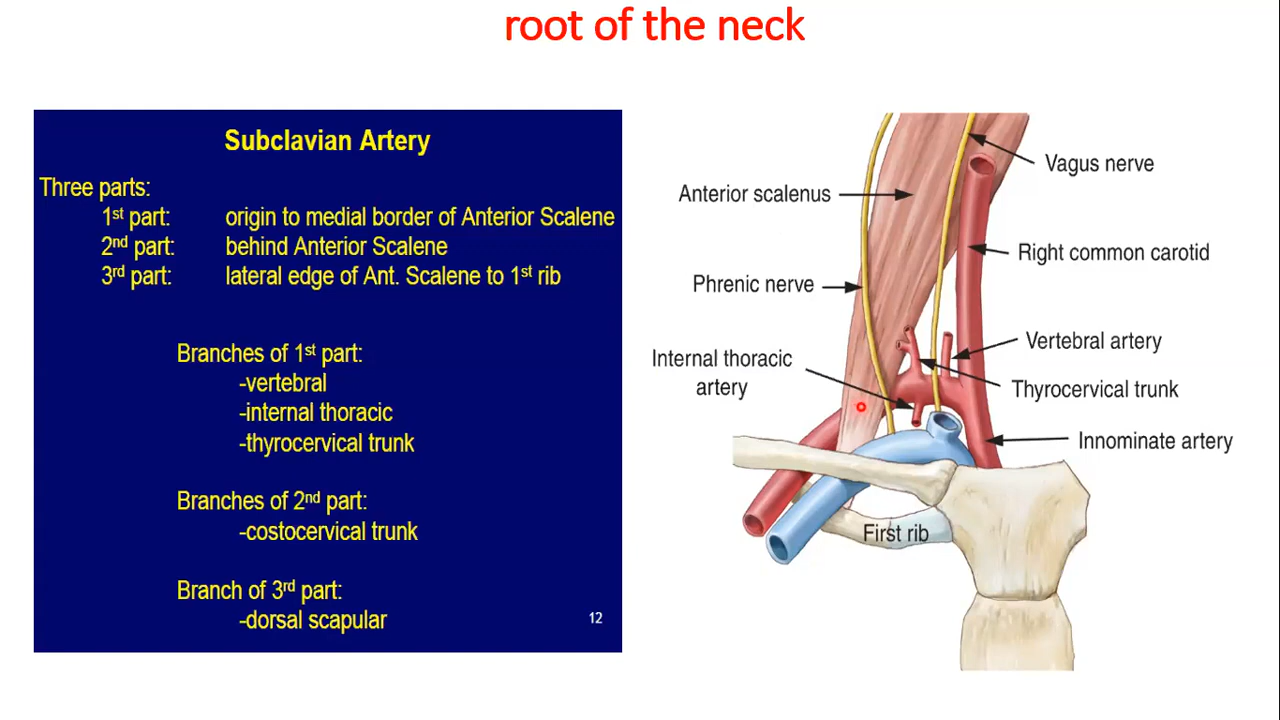 root of the neck
Subclavian Artery
Three parts:
1st part: origin to medial border of Anterior Scalene
2nd part: behind Anterior Scalene
3rd part: lateral edge of Ant. Scalene to 1st rib
Branches of 1st part:
-vertebral
-internal thoracic
-thyrocervical trunk
Branches of 2nd part:
-costocervical trunk
Branch of 3rd part:
-dorsal scapular
12
Vagus nerve
Anterior scalenus
Right common carotid
Phrenic nerve
Vertebral artery
Internal thoracic
artery
Thyrocervical trunk
Innominate artery
First rib